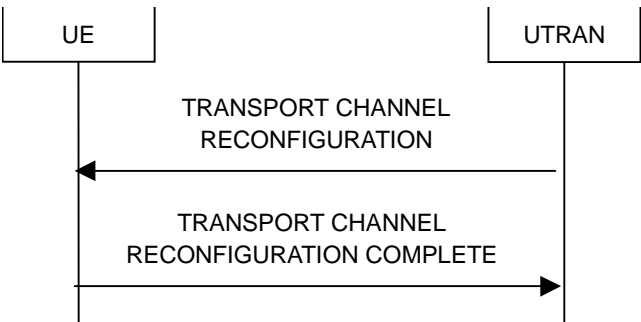 UE
UTRAN
TRANSPORT CHANNEL
RECONFIGURATION
TRANSPORT CHANNEL
RECONFIGURATION COMPLETE